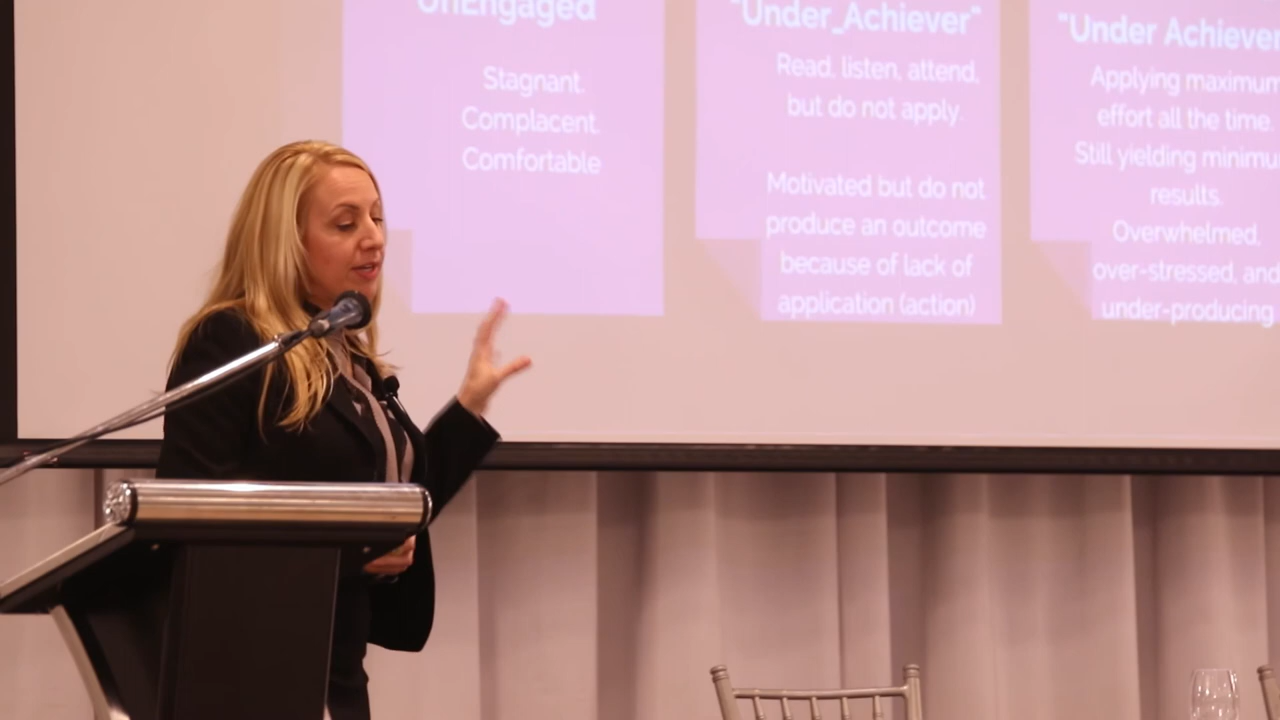 UnEngaged
Stagnant.
Complacent.
Comfortable
"Under_Achiever"
Read, listen, attend,
but do not apply.
Motivated but do not
produce an outcome
because of lack of
application (action)
"Under Achiever
Applying maximum
effort all the time.
Still yielding minimu
results.
Overwhelmed,
over-stressed, and
under-producing